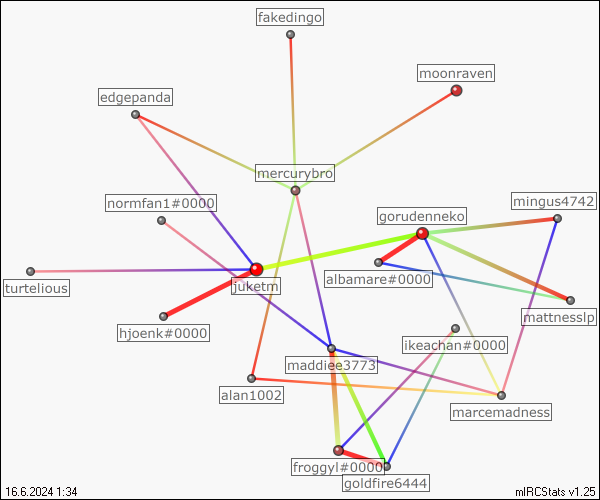 fakedingo
moonraven
edgepanda
mercurybro
normfan1#0000
mingus4742
gorudenneko
albamare#0000
turtelious
juketm
mattnesslp
hjoenk#0000
ikeachan#0000
maddiee3773
alan1002
marcemadness
froggyl#0000
goldfire6444
16.6.2024 1:34
mIRCStats v1.25